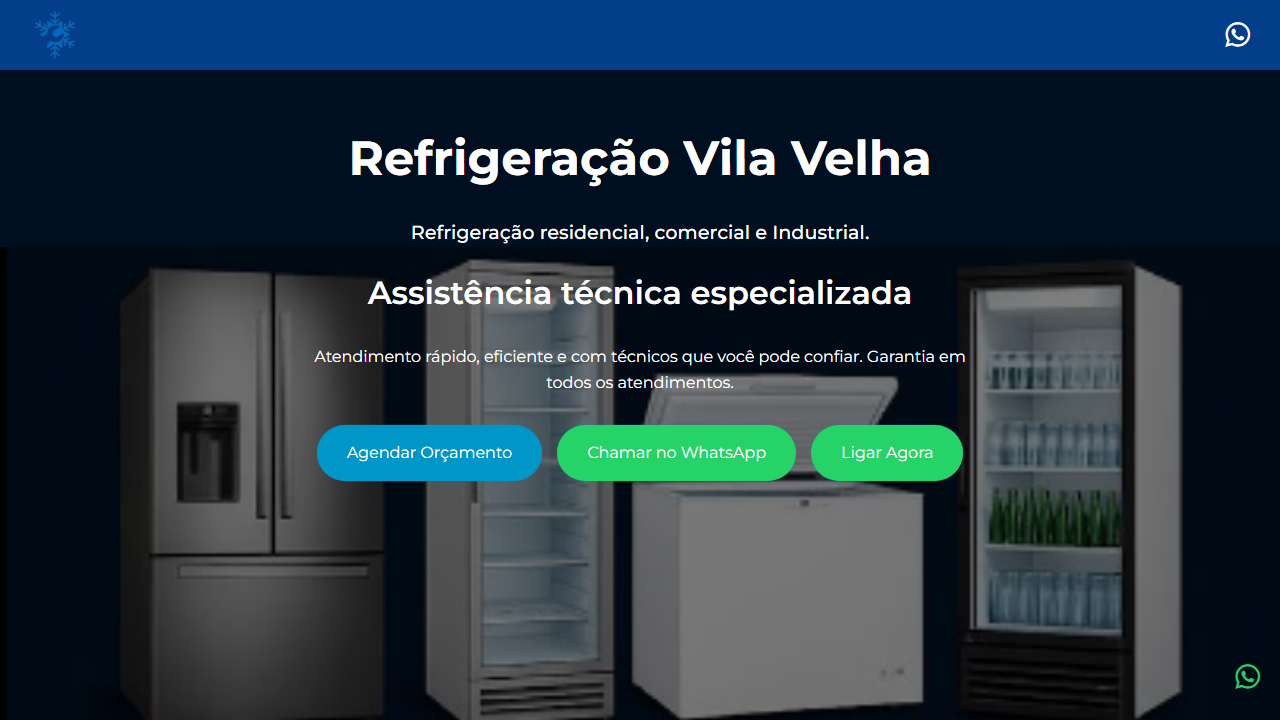 Refrigeração Vila Velha
Refrigeração residencial, comercial e Industrial.
Assistência técnica especializada
Atendimento rápido, eficiente e com técnicos que você pode confiar. Garantia em
todos os atendimentos.
Agendar Orçamento
Chamar no WhatsApp
Ligar Agora